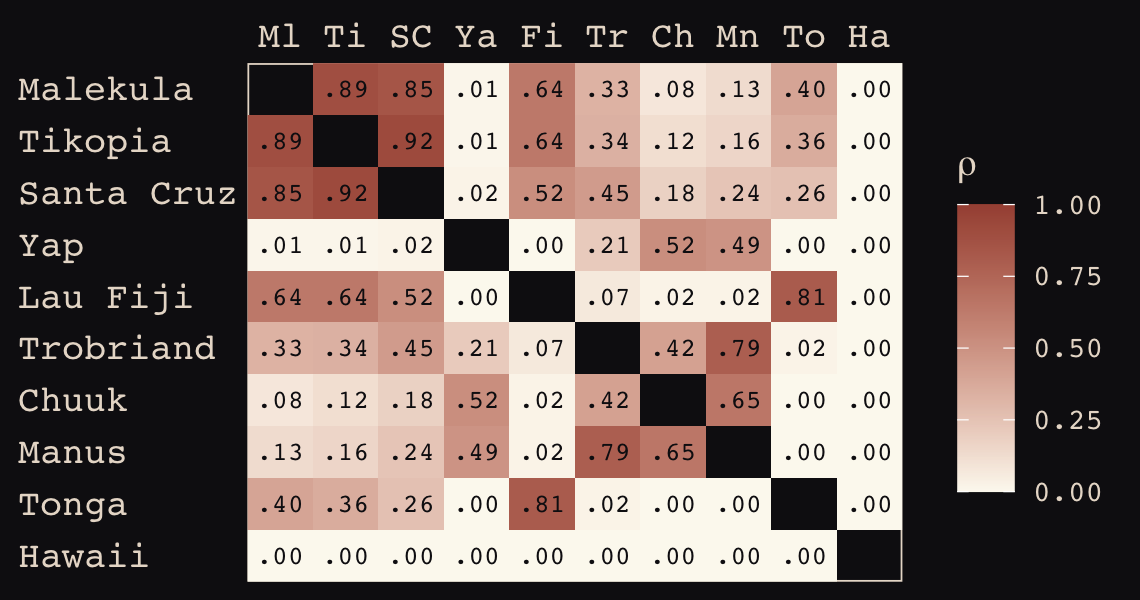 Ml Ti SC Ya Fi Tr Ch Mn To Ha
Malekula .89 .85 .01 .64 .33 .08 .13 .40 .00
Tikopia .89 .92 .01 .64 .34 .12 .16 .36 .00
Santa Cruz .85 .92 .02 .52 .45 .18 .24 .26 .00
Yap .01 .01 .02 .00 .21 .52 .49 .00 .00
Lau Fiji .64 .64 .52 .00 .07 .02 .02 .81 .00
Trobriand .33 .34 .45 .21 .07 .42 .79 .02 .00
Chuuk .08 .12 .18 .52 .02 .42 .65 .00 .00
Manus .13 .16 .24 .49 .02 .79 .65 .00 .00
Tonga .40 .36 .26 .00 .81 .02 .00 .00 .00
Hawaii .00 .00 .00 .00 .00 .00 .00 .00 .00
ρ
1.00
0.75
0.50
0.25
0.00